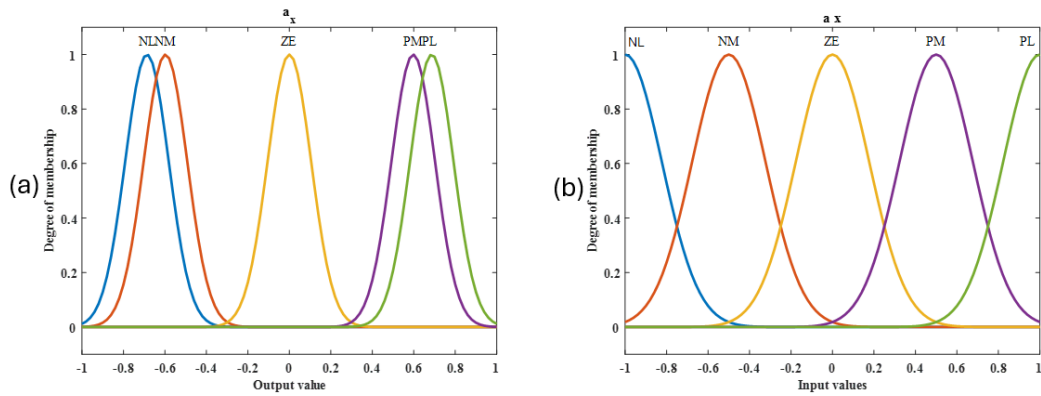 a_x
NLNM ZE PMPL
1
0.8
0.6
0.4
0.2
0
Degree of membership
(a)
-1 -0.8 -0.6 -0.4 -0.2 0 0.2 0.4 0.6 0.8 1
Output value
a x
NL NM ZE PM PL
1
0.8
0.6
0.4
0.2
0
Degree of membership
(b)
-1 -0.8 -0.6 -0.4 -0.2 0 0.2 0.4 0.6 0.8 1
Input values